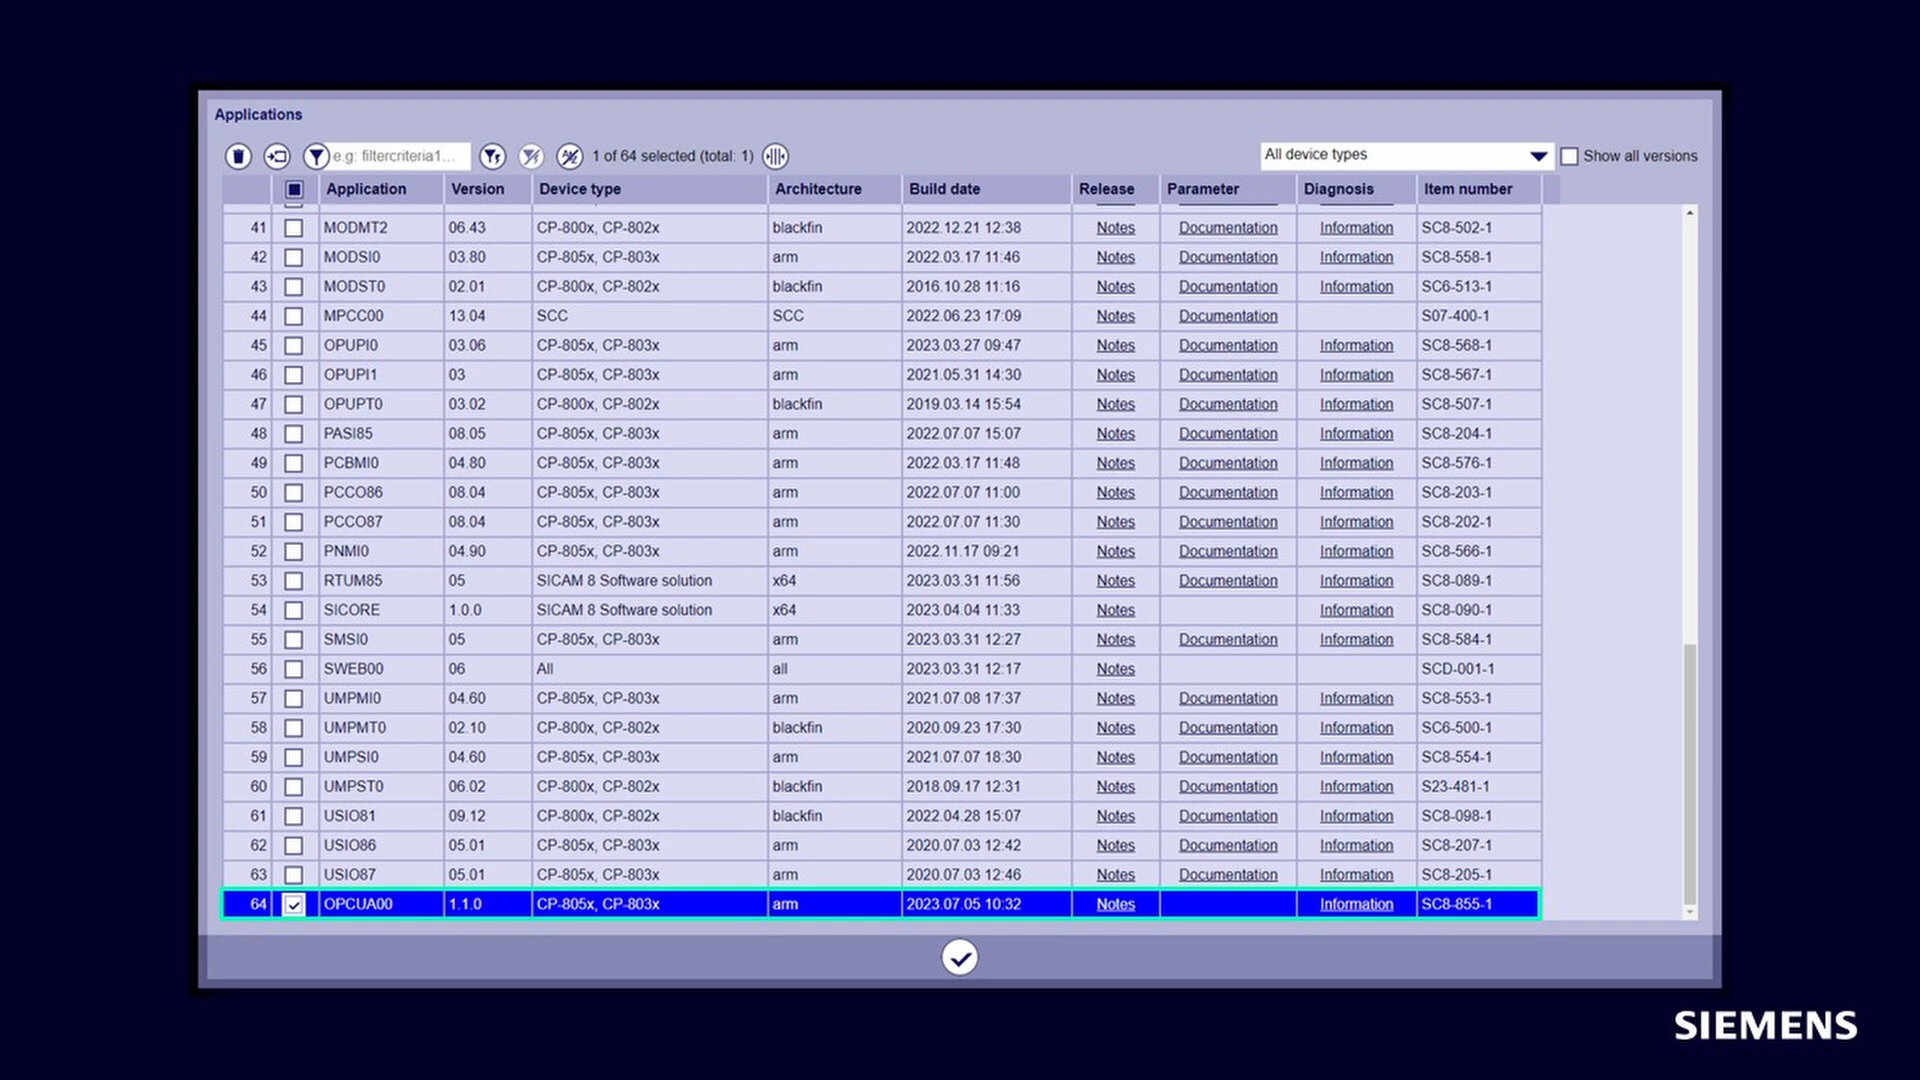 Applications
e.g: filtercriteria1... 1 of 64 selected (total: 1) All device types Show all versions
Application Version Device type Architecture Build date Release Parameter Diagnosis Item number
41 MODMT2 06.43 CP-800x, CP-802x blackfin 2022.12.21 12:38 Notes Documentation Information SC8-502-1
42 MODSI0 03.80 CP-805x, CP-803x arm 2022.03.17 11:46 Notes Documentation Information SC8-558-1
43 MODST0 02.01 CP-800x, CP-802x blackfin 2016.10.28 11:16 Notes Documentation Information SC6-513-1
44 MPCC00 13.04 SCC SCC 2022.06.23 17:09 Notes Documentation S07-400-1
45 OPUPI0 03.06 CP-805x, CP-803x arm 2023.03.27 09:47 Notes Documentation Information SC8-568-1
46 OPUPI1 03 CP-805x, CP-803x arm 2021.05.31 14:30 Notes Documentation Information SC8-567-1
47 OPUPT0 03.02 CP-800x, CP-802x blackfin 2019.03.14 15:54 Notes Documentation Information SC8-507-1
48 PASI85 08.05 CP-805x, CP-803x arm 2022.07.07 15:07 Notes Documentation Information SC8-204-1
49 PCBMI0 04.80 CP-805x, CP-803x arm 2022.03.17 11:48 Notes Documentation Information SC8-576-1
50 PCCO86 08.04 CP-805x, CP-803x arm 2022.07.07 11:00 Notes Documentation Information SC8-203-1
51 PCCO87 08.04 CP-805x, CP-803x arm 2022.07.07 11:30 Notes Documentation Information SC8-202-1
52 PNMI0 04.90 CP-805x, CP-803x arm 2022.11.17 09:21 Notes Documentation Information SC8-566-1
53 RTUM85 05 SICAM 8 Software solution x64 2023.03.31 11:56 Notes Documentation Information SC8-089-1
54 SICORE 1.0.0 SICAM 8 Software solution x64 2023.04.04 11:33 Notes Information SC8-090-1
55 SMSI0 05 CP-805x, CP-803x arm 2023.03.31 12:27 Notes Documentation Information SC8-584-1
56 SWEB00 06 All all 2023.03.31 12:17 Notes SCD-001-1
57 UMPMI0 04.60 CP-805x, CP-803x arm 2021.07.08 17:37 Notes Documentation Information SC8-553-1
58 UMPMT0 02.10 CP-800x, CP-802x blackfin 2020.09.23 17:30 Notes Documentation Information SC6-500-1
59 UMPSI0 04.60 CP-805x, CP-803x arm 2021.07.07 18:30 Notes Documentation Information SC8-554-1
60 UMPST0 06.02 CP-800x, CP-802x blackfin 2018.09.17 12:31 Notes Documentation Information S23-481-1
61 USIO81 09.12 CP-800x, CP-802x blackfin 2022.04.28 15:07 Notes Documentation Information SC8-098-1
62 USIO86 05.01 CP-805x, CP-803x arm 2020.07.03 12:42 Notes Documentation Information SC8-207-1
63 USIO87 05.01 CP-805x, CP-803x arm 2020.07.03 12:46 Notes Documentation Information SC8-205-1
64 OPCUA00 1.1.0 CP-805x, CP-803x arm 2023.07.05 10:32 Notes Information SC8-855-1
SIEMENS